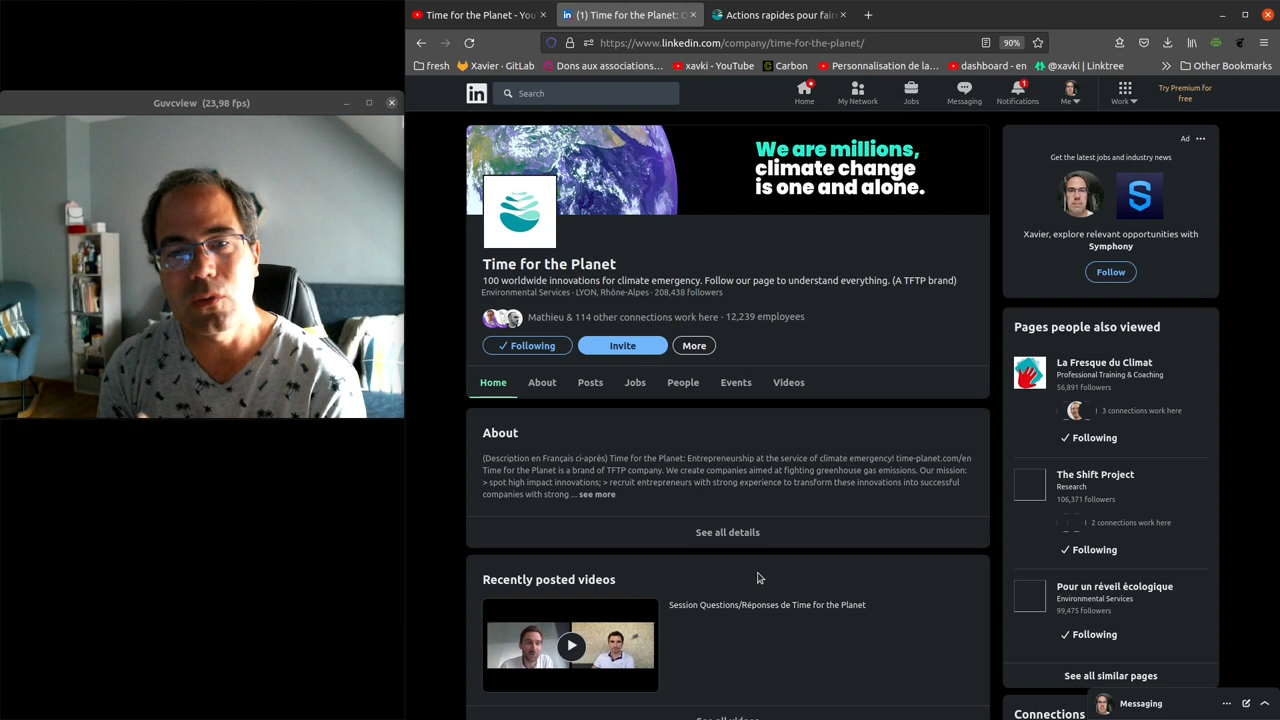 Time for the Planet - You
(1) Time for the Planet: O
Actions rapides pour fair
https://www.linkedin.com/company/time-for-the-planet/
90%
fresh
Xavier - GitLab
Dons aux associations...
xavki - YouTube
Carbon
Personnalisation de la...
dashboard - en
@xavki | Linktree
Other Bookmarks
Guvcview (23,98 fps)
in
Search
Home
My Network
Jobs
Messaging
1
Notifications
Me
Work
Try Premium for
free
We are millions,
climate change
is one and alone.
Time for the Planet
100 worldwide innovations for climate emergency. Follow our page to understand everything. (A TFTP brand)
Environmental Services · LYON, Rhône-Alpes · 208,438 followers
Mathieu & 114 other connections work here · 12,239 employees
Following
Invite
More
Home
About
Posts
Jobs
People
Events
Videos
About
(Description en Français ci-après) Time for the Planet: Entrepreneurship at the service of climate emergency! time-planet.com/en
Time for the Planet is a brand of TFTP company. We create companies aimed at fighting greenhouse gas emissions. Our mission:
> spot high impact innovations; > recruit entrepreneurs with strong experience to transform these innovations into successful
companies with strong ... see more
See all details
Recently posted videos
Session Questions/Réponses de Time for the Planet
See all videos
Ad
Get the latest jobs and industry news
S
Xavier, explore relevant opportunities with
Symphony
Follow
Pages people also viewed
La Fresque du Climat
Professional Training & Coaching
56,891 followers
3 connections work here
Following
The Shift Project
Research
106,371 followers
2 connections work here
Following
Pour un réveil écologique
Environmental Services
99,475 followers
Following
See all similar pages
Connections
Messaging